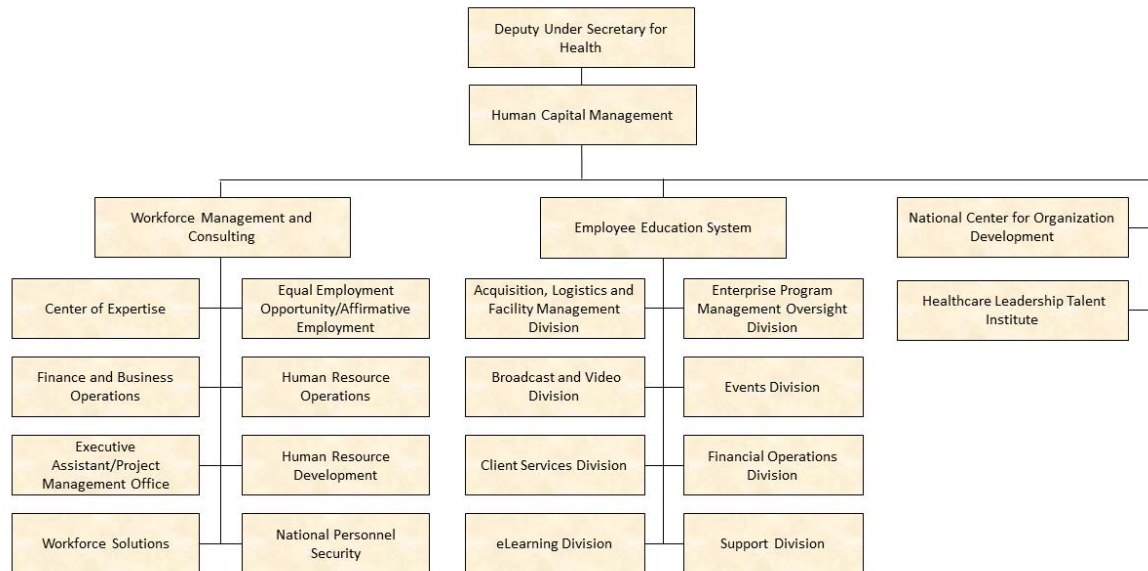 Deputy Under Secretary for
Health
Human Capital Management
Workforce Management and
Consulting
Employee Education System
National Center for Organization
Development
Center of Expertise
Equal Employment
Opportunity/Affirmative
Employment
Acquisition, Logistics and
Facility Management
Division
Enterprise Program
Management Oversight
Division
Healthcare Leadership Talent
Institute
Finance and Business
Operations
Human Resource
Operations
Broadcast and Video
Division
Events Division
Executive
Assistant/Project
Management Office
Human Resource
Development
Client Services Division
Financial Operations
Division
Workforce Solutions
National Personnel
Security
eLearning Division
Support Division